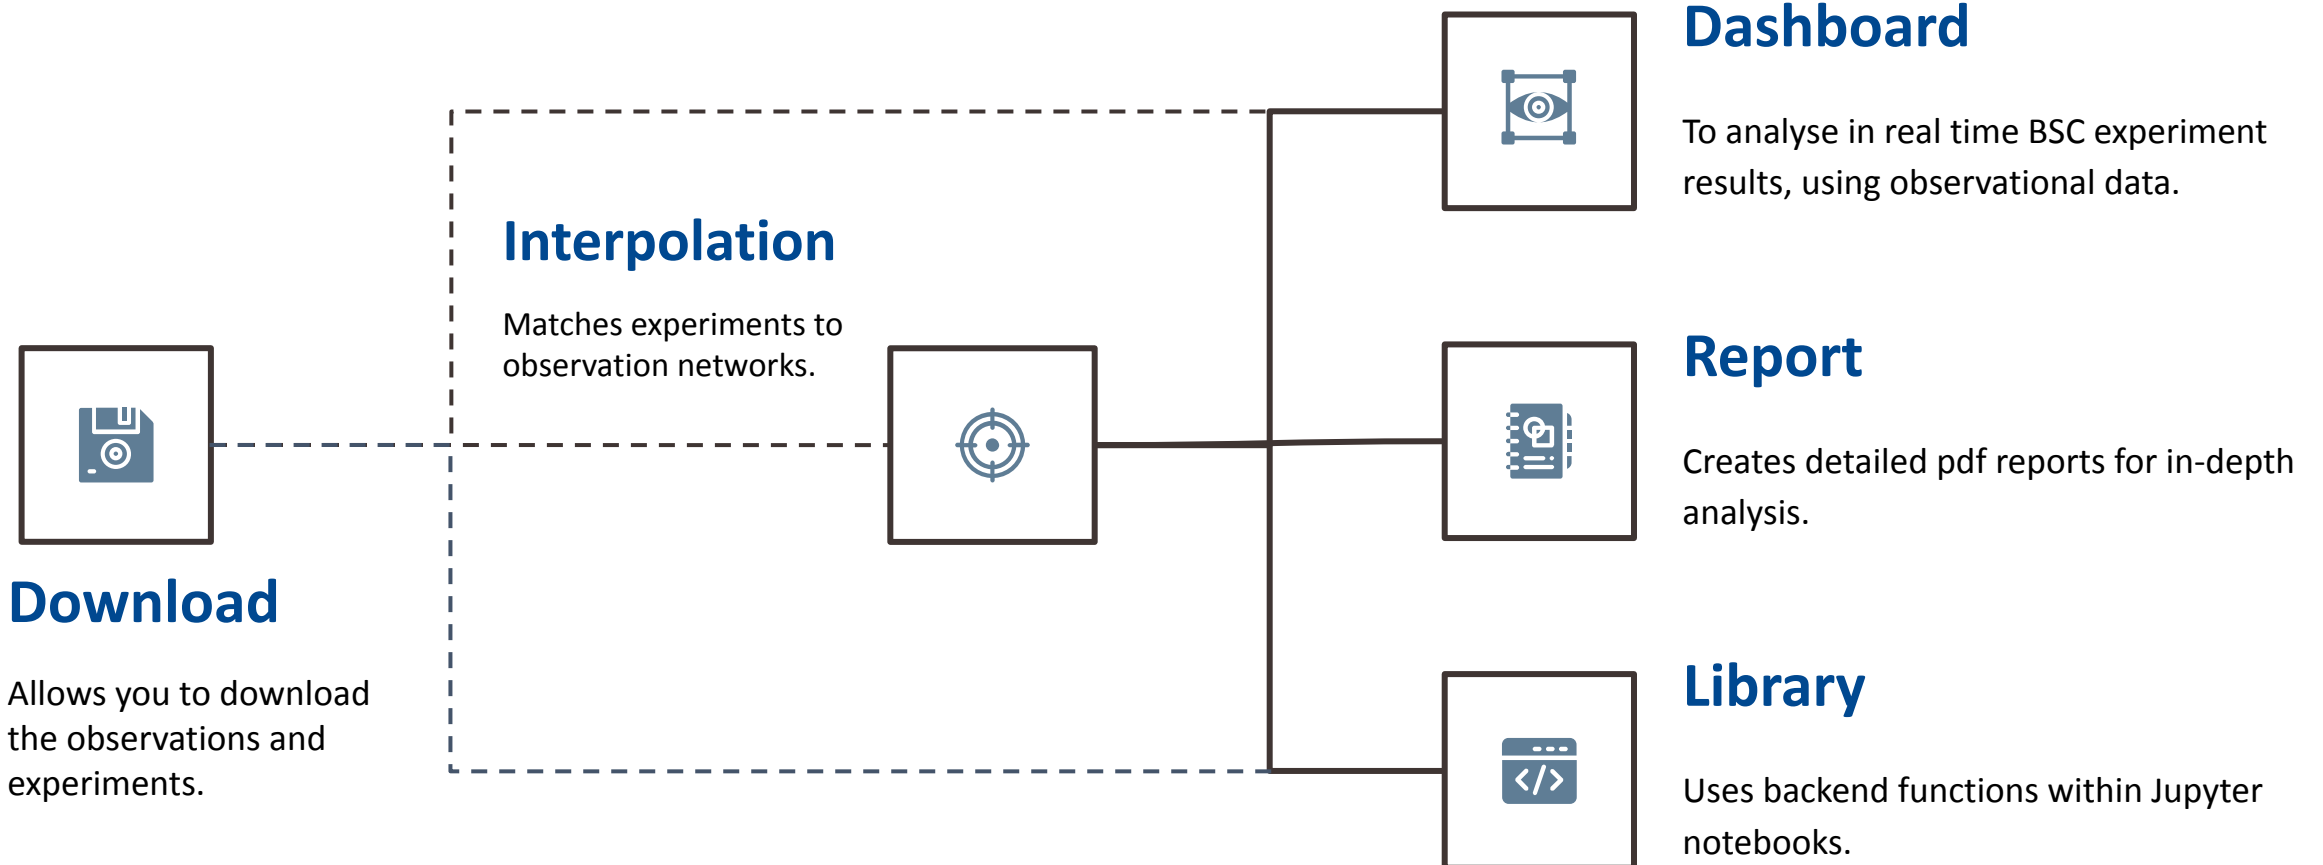 Dashboard
To analyse in real time BSC experiment
results, using observational data.
Interpolation
Matches experiments to
observation networks.
Report
Creates detailed pdf reports for in-depth
analysis.
Download
Allows you to download
the observations and
experiments.
Library
Uses backend functions within Jupyter
notebooks.